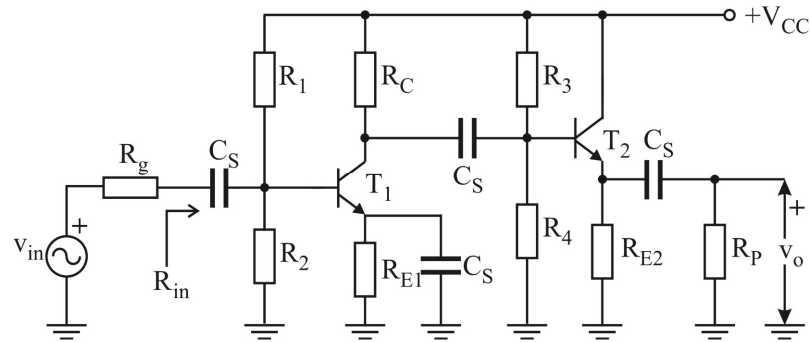 +V_CC
R_1
R_C
R_3
R_g
C_S
T_1
C_S
T_2
C_S
+
v_in
R_in
R_2
R_E1
C_S
R_4
R_E2
R_P
+
v_o